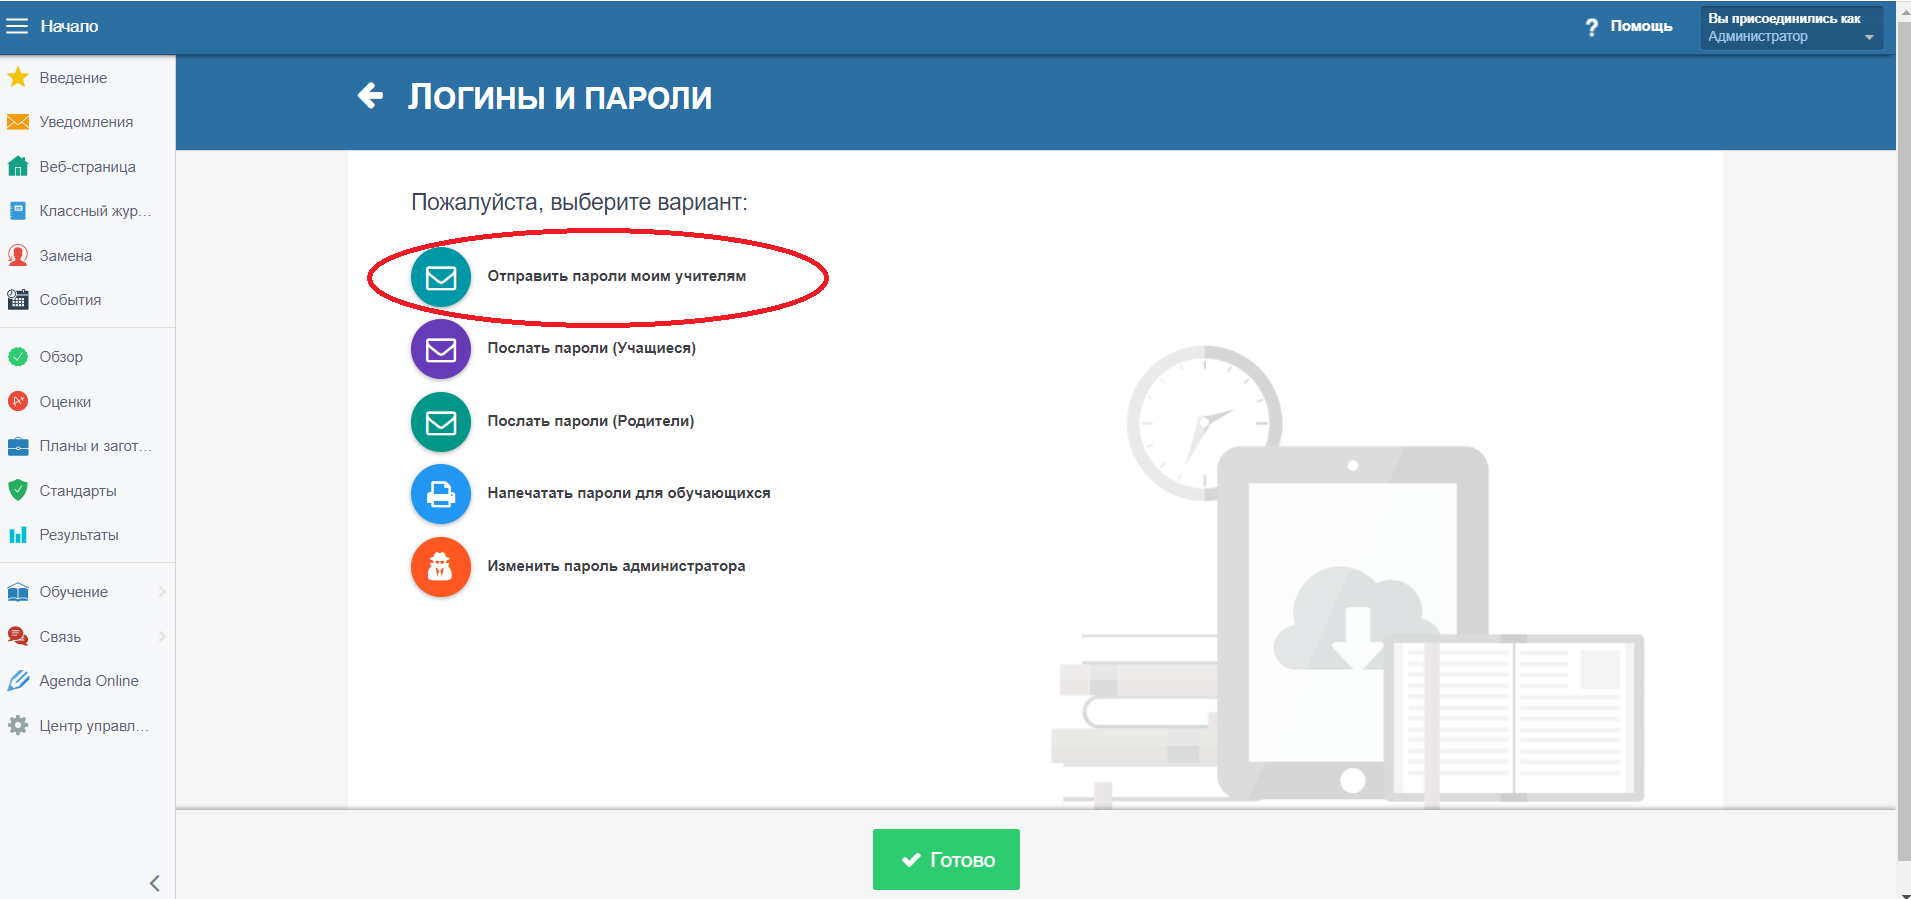 Начало
Помощь
Вы присоединились как
Администратор
Введение
Уведомления
Веб-страница
Классный жур...
Замена
События
Обзор
Оценки
Планы и загот...
Стандарты
Результаты
Обучение
Связь
Agenda Online
Центр управл...
Логины и пароли
Пожалуйста, выберите вариант:
Отправить пароли моим учителям
Послать пароли (Учащиеся)
Послать пароли (Родители)
Напечатать пароли для обучающихся
Изменить пароль администратора
Готово